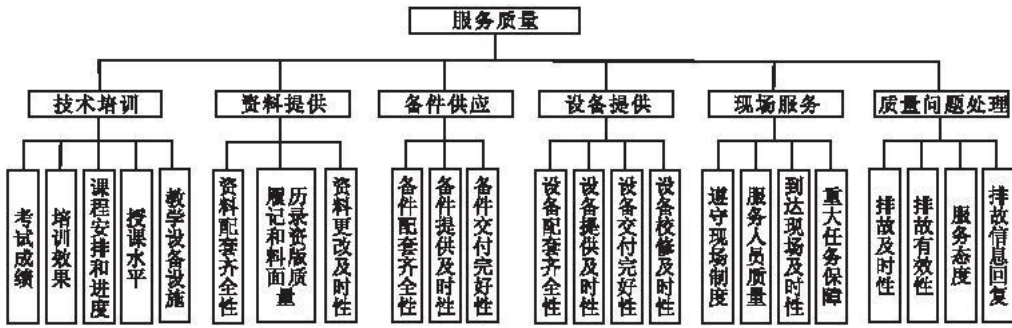 服务质量
技术培训
资料提供
备件供应
设备提供
现场服务
质量问题处理
考试成绩
培训效果
课程安排和进度
授课水平
教学设备设施
资料配套齐全性
履记和料面
历录资版质量
资料更改及时性
备件配套齐全性
备件提供及时性
备件交付完好性
设备配套齐全性
设备提供及时性
设备交付完好性
设备校修及时性
遵守现场制度
服务人员质量
到达现场及时性
重大任务保障
排故及时性
排故有效性
服务态度
排故信息回复